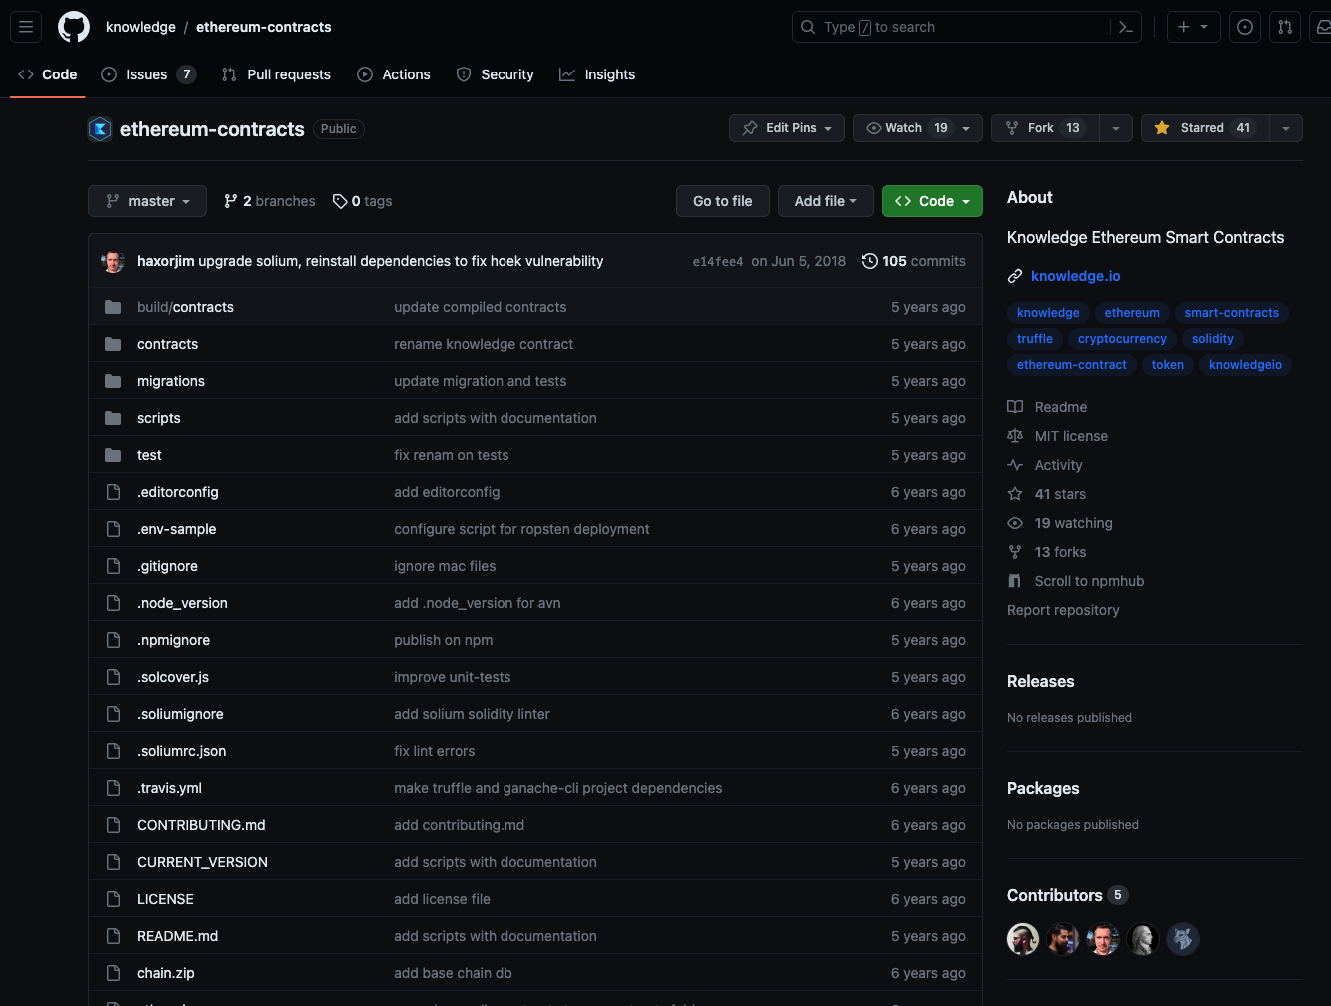 knowledge / ethereum-contracts
Type / to search
Code
Issues 7
Pull requests
Actions
Security
Insights
ethereum-contracts Public
Edit Pins
Watch 19
Fork 13
Starred 41
master
2 branches
0 tags
Go to file
Add file
Code
haxorjim upgrade solium, reinstall dependencies to fix hoek vulnerability e14fee4 on Jun 5, 2018 105 commits
build/contracts update compiled contracts 5 years ago
contracts rename knowledge contract 5 years ago
migrations update migration and tests 5 years ago
scripts add scripts with documentation 5 years ago
test fix renam on tests 5 years ago
.editorconfig add editorconfig 6 years ago
.env-sample configure script for ropsten deployment 6 years ago
.gitignore ignore mac files 5 years ago
.node_version add .node_version for avn 6 years ago
.npmignore publish on npm 5 years ago
.solcover.js improve unit-tests 5 years ago
.soliumignore add solium solidity linter 6 years ago
.soliumrc.json fix lint errors 5 years ago
.travis.yml make truffle and ganache-cli project dependencies 6 years ago
CONTRIBUTING.md add contributing.md 6 years ago
CURRENT_VERSION add scripts with documentation 5 years ago
LICENSE add license file 6 years ago
README.md add scripts with documentation 5 years ago
chain.zip add base chain db 6 years ago
About
Knowledge Ethereum Smart Contracts
knowledge.io
knowledge ethereum smart-contracts
truffle cryptocurrency solidity
ethereum-contract token knowledgeio
Readme
MIT license
Activity
41 stars
19 watching
13 forks
Scroll to npmhub
Report repository
Releases
No releases published
Packages
No packages published
Contributors 5